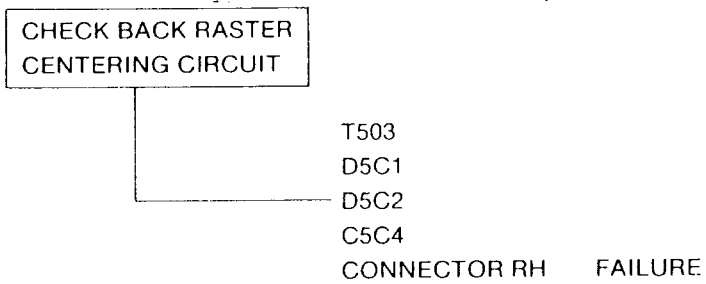 CHECK BACK RASTER
CENTERING CIRCUIT
T503
D5C1
D5C2
C5C4
CONNECTOR RH FAILURE